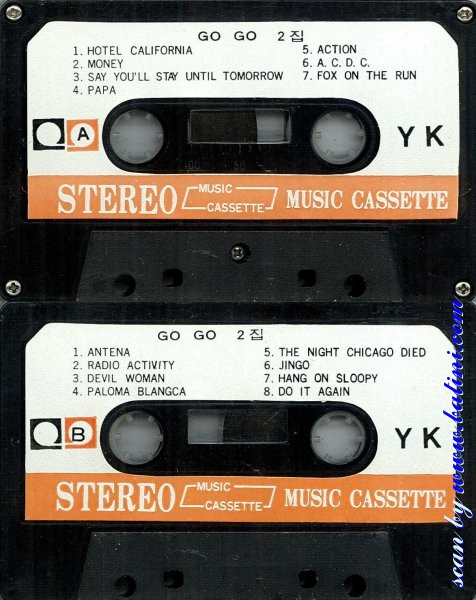 GO GO 2집
1. HOTEL CALIFORNIA
2. MONEY
3. SAY YOU'LL STAY UNTIL TOMORROW
4. PAPA
5. ACTION
6. A.C.D.C.
7. FOX ON THE RUN
A
YK
STEREO MUSIC CASSETTE MUSIC CASSETTE
GO GO 2집
1. ANTENA
2. RADIO ACTIVITY
3. DEVIL WOMAN
4. PALOMA BLANGCA
5. THE NIGHT CHICAGO DIED
6. JINGO
7. HANG ON SLOOPY
8. DO IT AGAIN
B
YK
STEREO MUSIC CASSETTE MUSIC CASSETTE
scan by www.batini.com